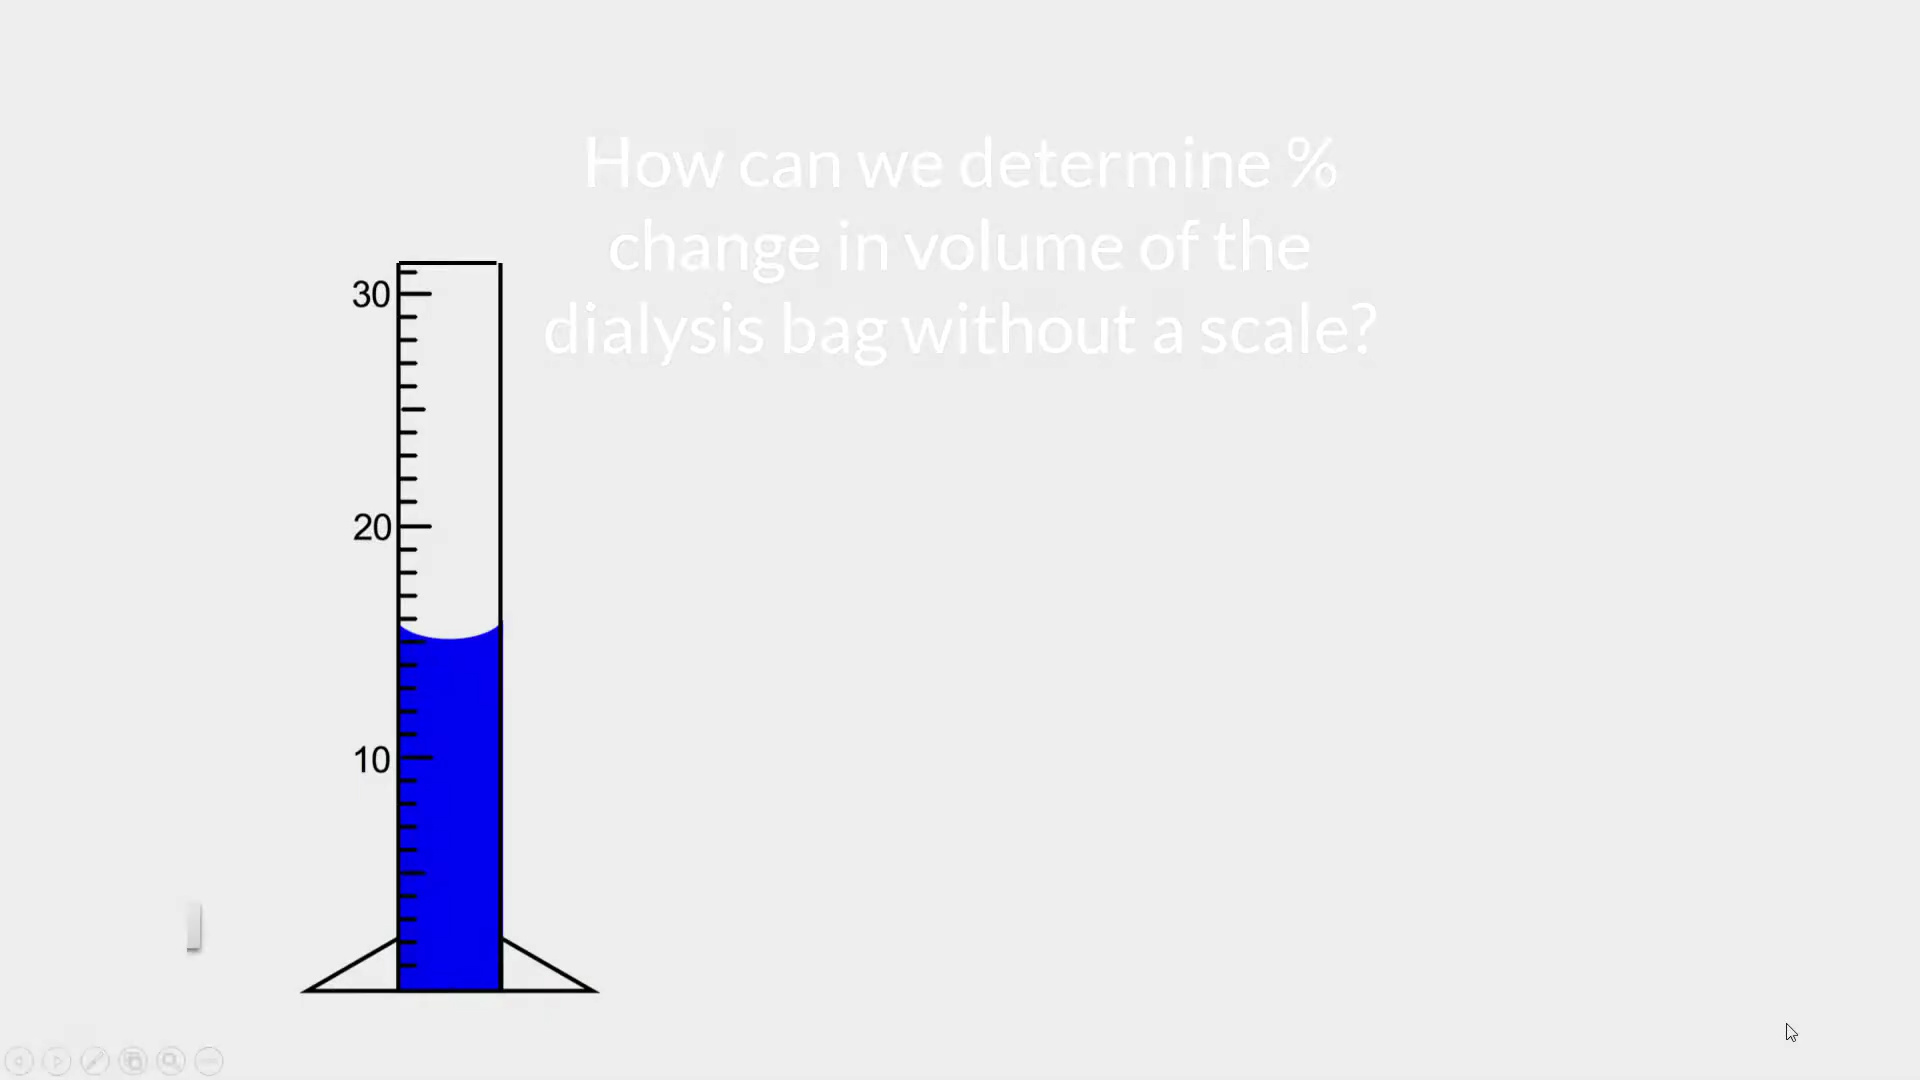 How can we determine %
change in volume of the
dialysis bag without a scale?
30
20
10